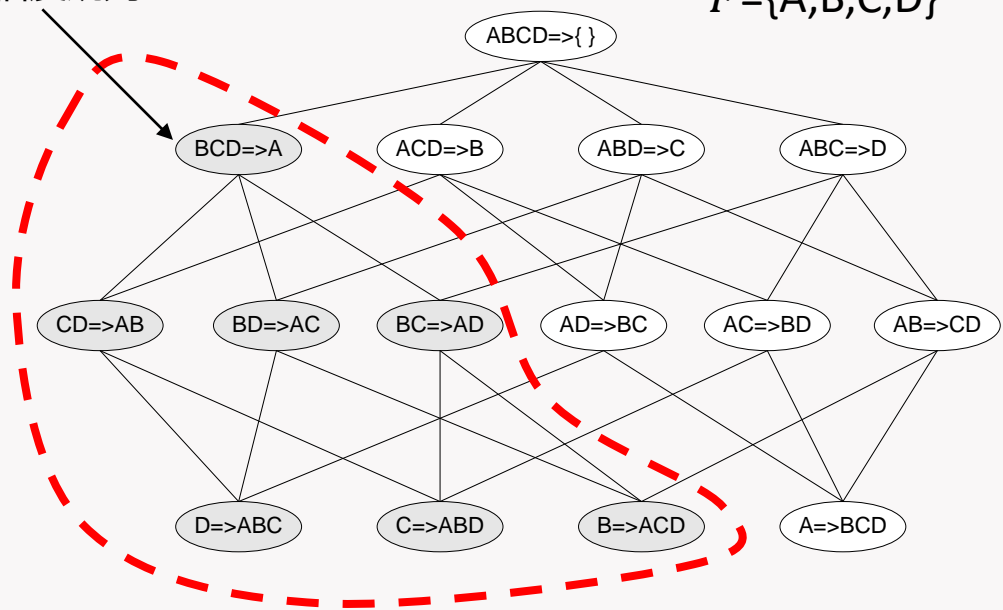 ={A,B,C,D}
ABCD=>{ }
BCD=>A ACD=>B ABD=>C ABC=>D
CD=>AB BD=>AC BC=>AD AD=>BC AC=>BD AB=>CD
D=>ABC C=>ABD B=>ACD A=>BCD